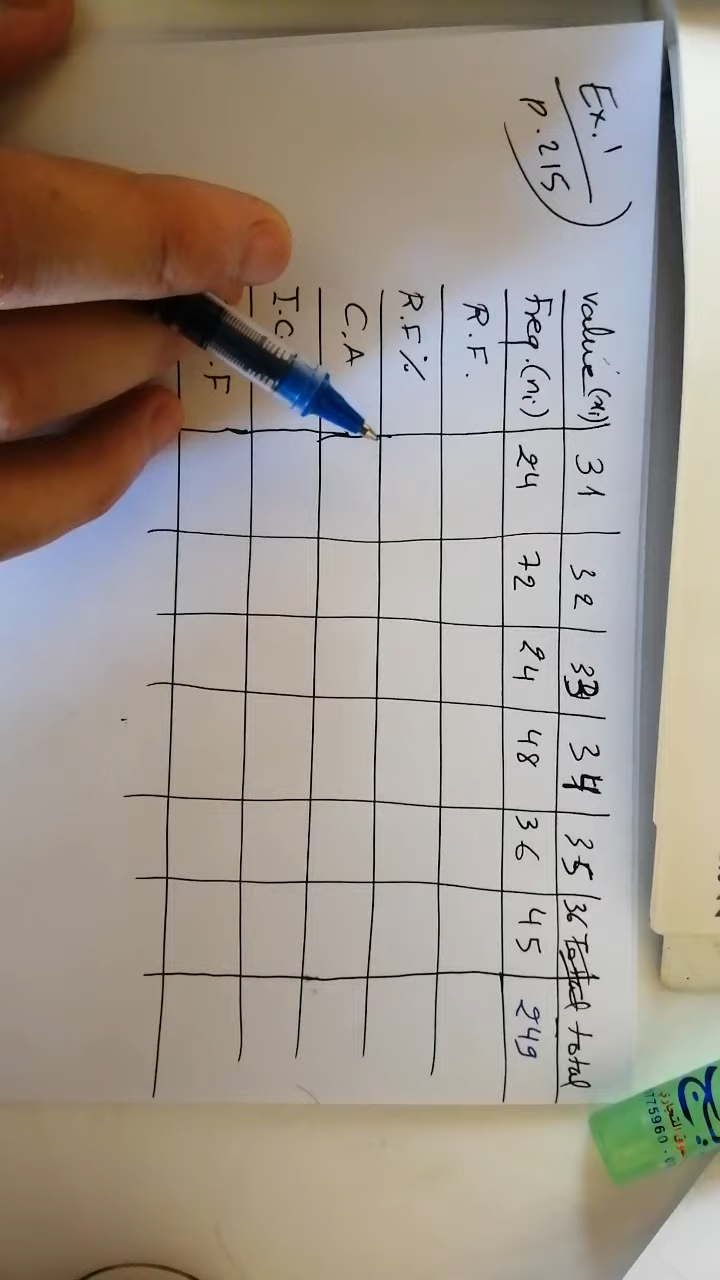 Ex.1
p.215
value(xi) 31 32 33 34 35 36 total
freq.(ni) 24 72 24 48 36 45 249
R.F.
R.F%
C.A
I.C.
.F
775960